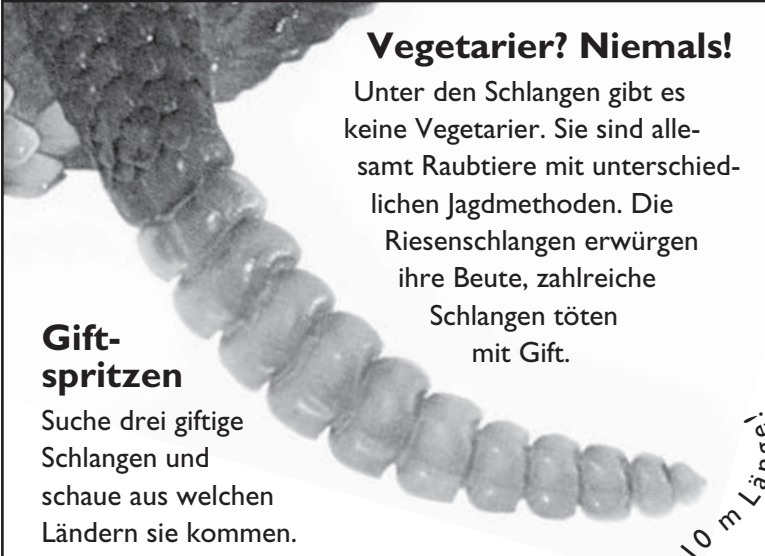 Vegetarier? Niemals!
Unter den Schlangen gibt es
keine Vegetarier. Sie sind alle-
samt Raubtiere mit unterschied-
lichen Jagdmethoden. Die
Riesenschlangen erwürgen
ihre Beute, zahlreiche
Schlangen töten
mit Gift.
Gift-
spritzen
Suche drei giftige
Schlangen und
schaue aus welchen
Ländern sie kommen.
10 m Länge!